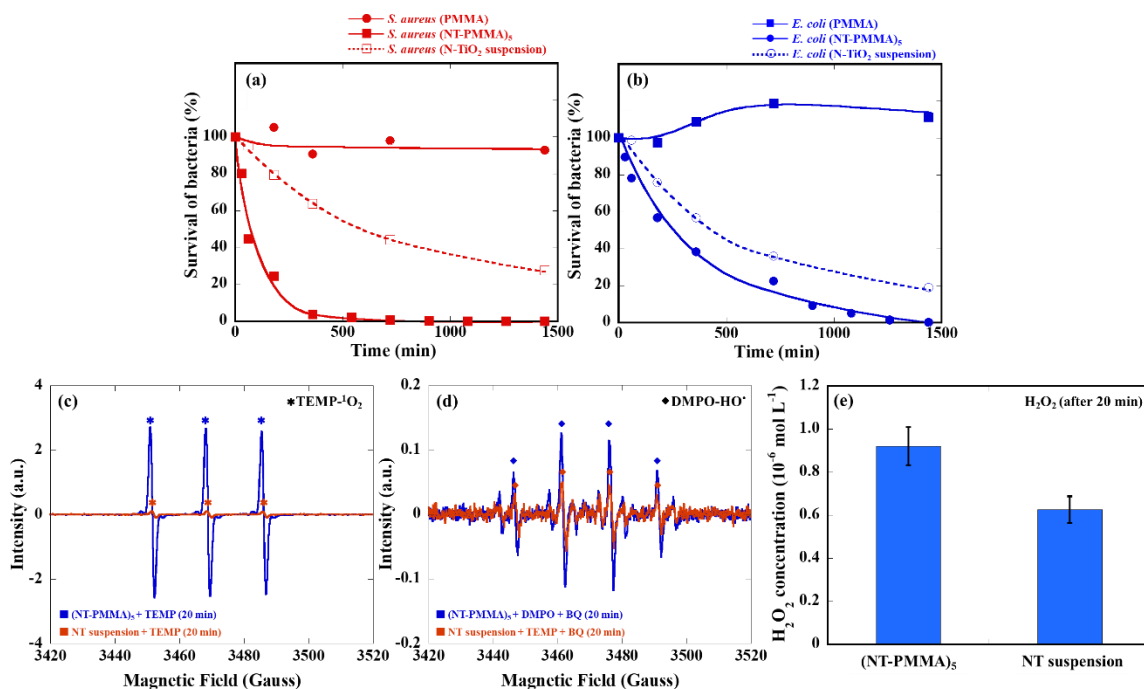 S. aureus (PMMA)
S. aureus (NT-PMMA)₅
S. aureus (N-TiO₂ suspension)
(a)
Survival of bacteria (%)
100
80
60
40
20
0
0 500 1000 1500
Time (min)
E. coli (PMMA)
E. coli (NT-PMMA)₅
E. coli (N-TiO₂ suspension)
(b)
Survival of bacteria (%)
100
80
60
40
20
0
0 500 1000 1500
Time (min)
(c)
✱TEMP-¹O₂
Intensity (a.u.)
4
2
0
-2
-4
(NT-PMMA)₅ + TEMP (20 min)
NT suspension + TEMP (20 min)
3420 3440 3460 3480 3500 3520
Magnetic Field (Gauss)
(d)
◆DMPO-HO•
Intensity (a.u.)
0.2
0.1
0
-0.1
-0.2
(NT-PMMA)₅ + DMPO + BQ (20 min)
NT suspension + TEMP + BQ (20 min)
3420 3440 3460 3480 3500 3520
Magnetic Field (Gauss)
(e)
H₂O₂ (after 20 min)
H₂O₂ concentration (10⁻⁶ mol L⁻¹)
1.2
1.0
0.8
0.6
0.4
0.2
0
(NT-PMMA)₅ NT suspension